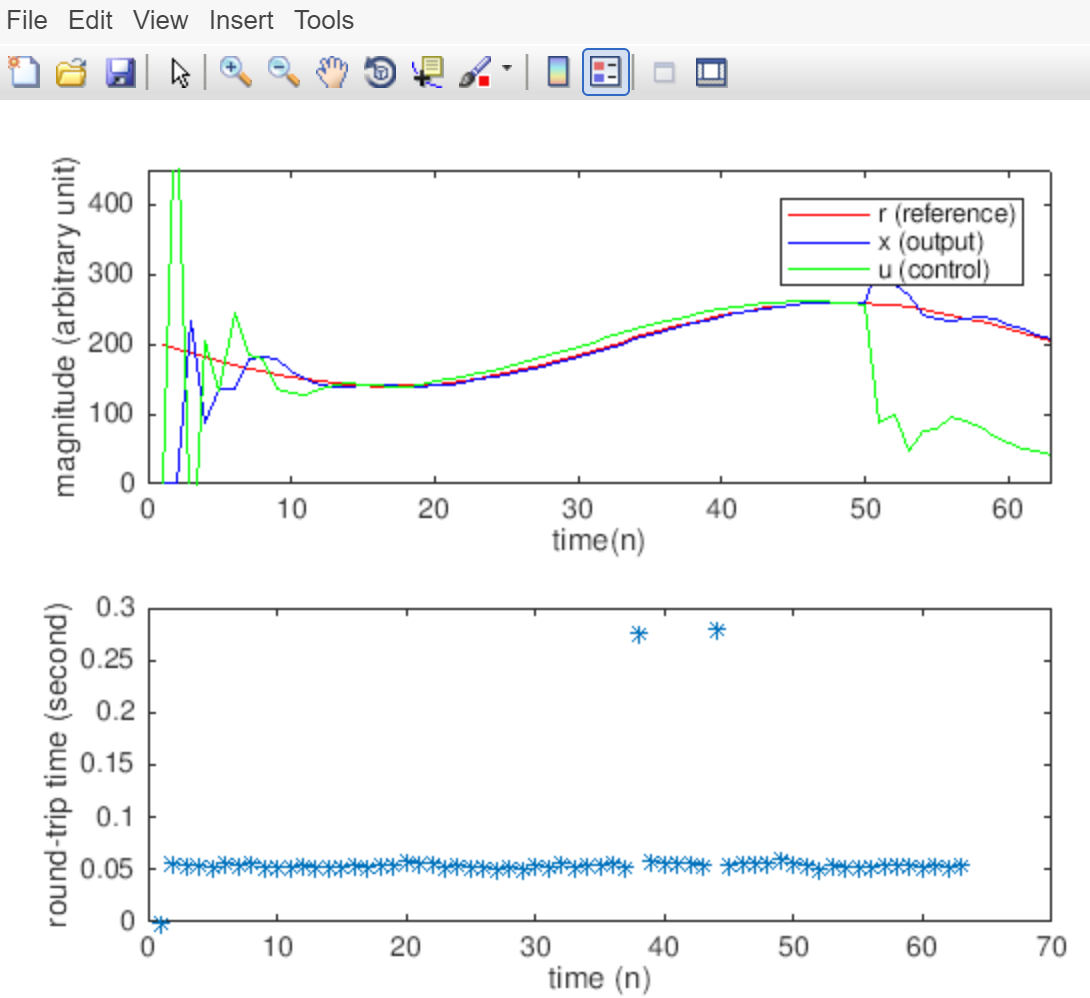 File Edit View Insert Tools
magnitude (arbitrary unit)
400
300
200
100
0
r (reference)
x (output)
u (control)
0 10 20 30 40 50 60
time(n)
round-trip time (second)
0.3
0.25
0.2
0.15
0.1
0.05
0
0 10 20 30 40 50 60 70
time (n)